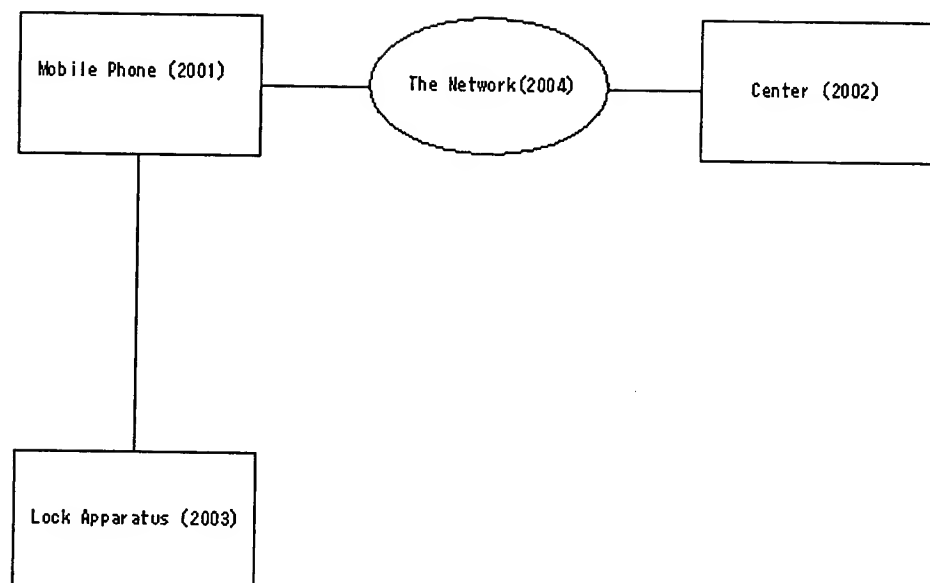 Mobile Phone (2001)
The Network(2004)
Center (2002)
Lock Apparatus (2003)